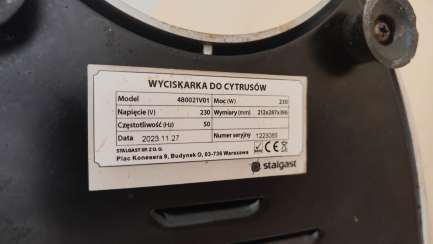 WYCISKARKA DO CYTRUSÓW
Model 480021V01 Moc (W) 230
Napięcie (V) 230 Wymiary (mm) 212x287x396
Częstotliwość (Hz) 50
Data 2023.11.27 Numer seryjny 1223085
STALGAST SP. Z O. O.
Plac Konesera 9, Budynek O, 03-736 Warszawa
CE
stalgast